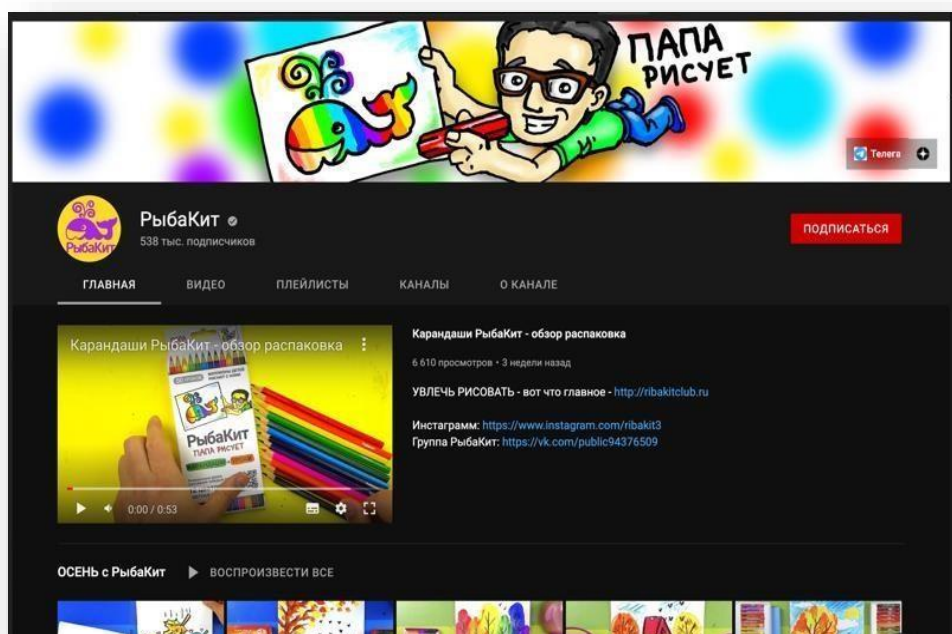 ПАПА
РИСУЕТ
Телега
РыбаКит
РыбаКит
538 тыс. подписчиков
ПОДПИСАТЬСЯ
ГЛАВНАЯ ВИДЕО ПЛЕЙЛИСТЫ КАНАЛЫ О КАНАЛЕ
Карандаши РыбаКит - обзор распаковка
РыбаКит
ПАПА РИСУЕТ
0:00 / 0:53
Карандаши РыбаКит - обзор распаковка
6 610 просмотров • 3 недели назад
УВЛЕЧЬ РИСОВАТЬ - вот что главное - http://ribakitclub.ru
Инстаграмм: https://www.instagram.com/ribakit3
Группа РыбаКит: https://vk.com/public94376509
ОСЕНЬ с РыбаКит ВОСПРОИЗВЕСТИ ВСЕ